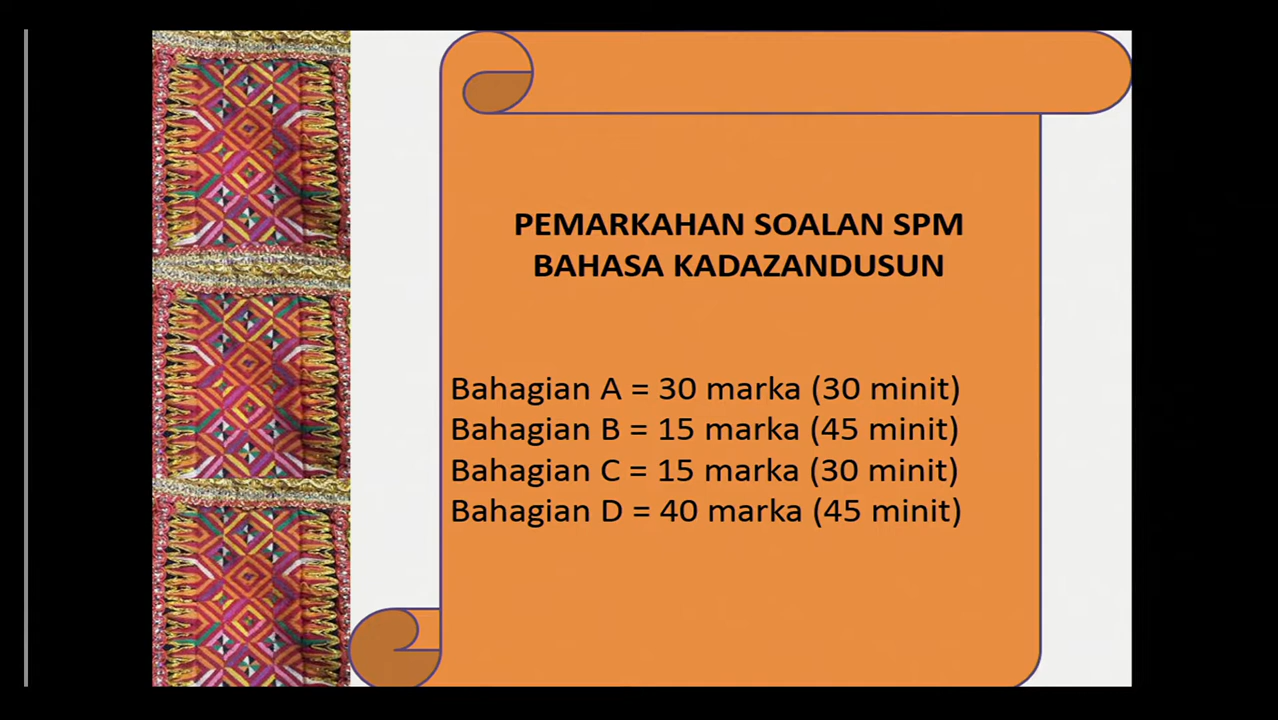 PEMARKAHAN SOALAN SPM
BAHASA KADAZANDUSUN
Bahagian A = 30 marka (30 minit)
Bahagian B = 15 marka (45 minit)
Bahagian C = 15 marka (30 minit)
Bahagian D = 40 marka (45 minit)